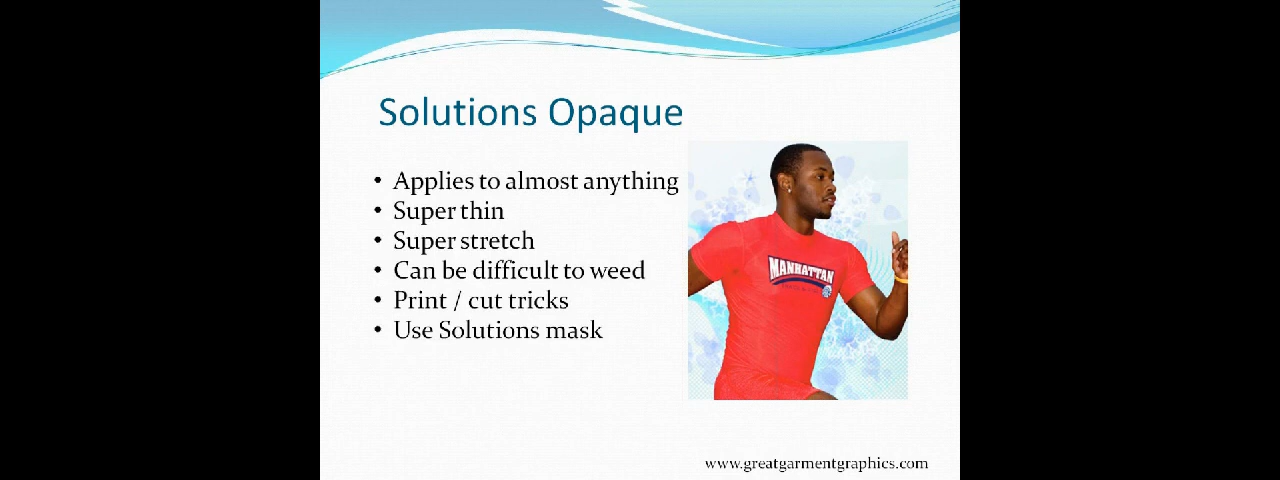 Solutions Opaque
• Applies to almost anything
• Super thin
• Super stretch
• Can be difficult to weed
• Print / cut tricks
• Use Solutions mask
MANHATTAN
www.greatgarmentgraphics.com